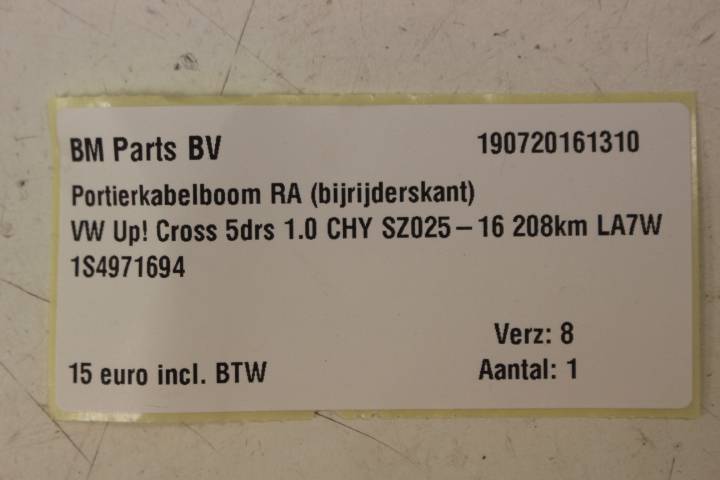 BM Parts BV 190720161310
Portierkabelboom RA (bijrijderskant)
VW Up! Cross 5drs 1.0 CHY SZ025-16 208km LA7W
1S4971694
Verz: 8
15 euro incl. BTW Aantal: 1